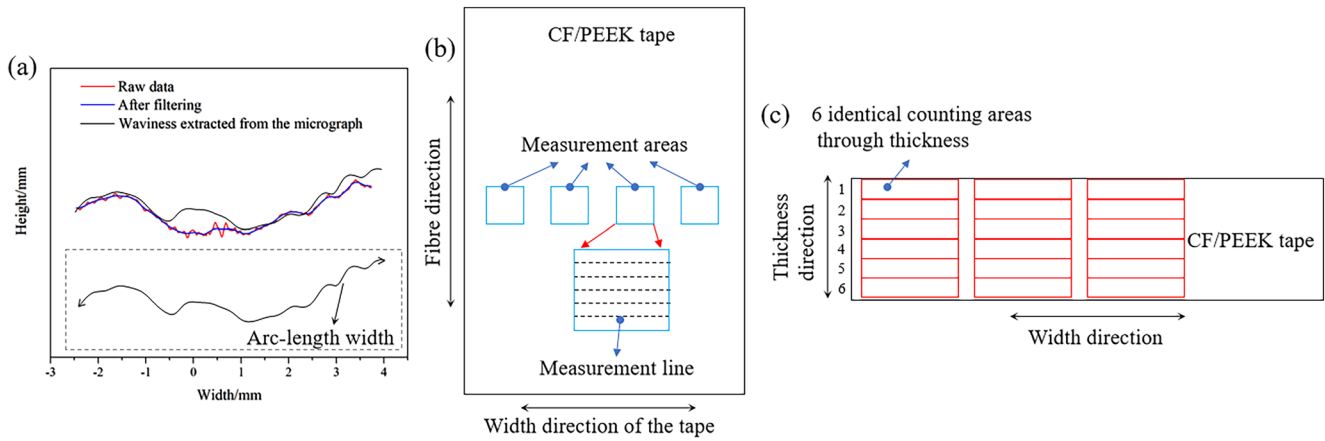 (a)
Raw data
After filtering
Waviness extracted from the micrograph
Height/mm
Arc-length width
-3 -2 -1 0 1 2 3 4
Width/mm
(b)
CF/PEEK tape
Fibre direction
Measurement areas
Measurement line
Width direction of the tape
(c)
6 identical counting areas
through thickness
Thickness
direction
1
2
3
4
5
6
CF/PEEK tape
Width direction